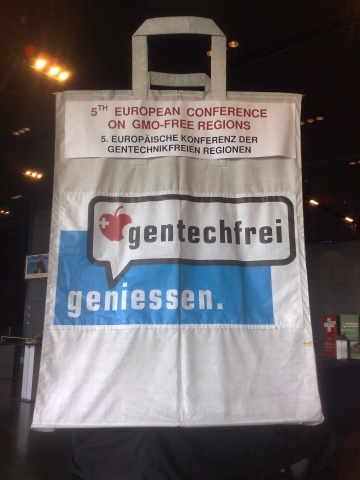 5TH EUROPEAN CONFERENCE
ON GMO-FREE REGIONS
5. EUROPÄISCHE KONFERENZ DER
GENTECHNIKFREIEN REGIONEN
gentechfrei
geniessen.